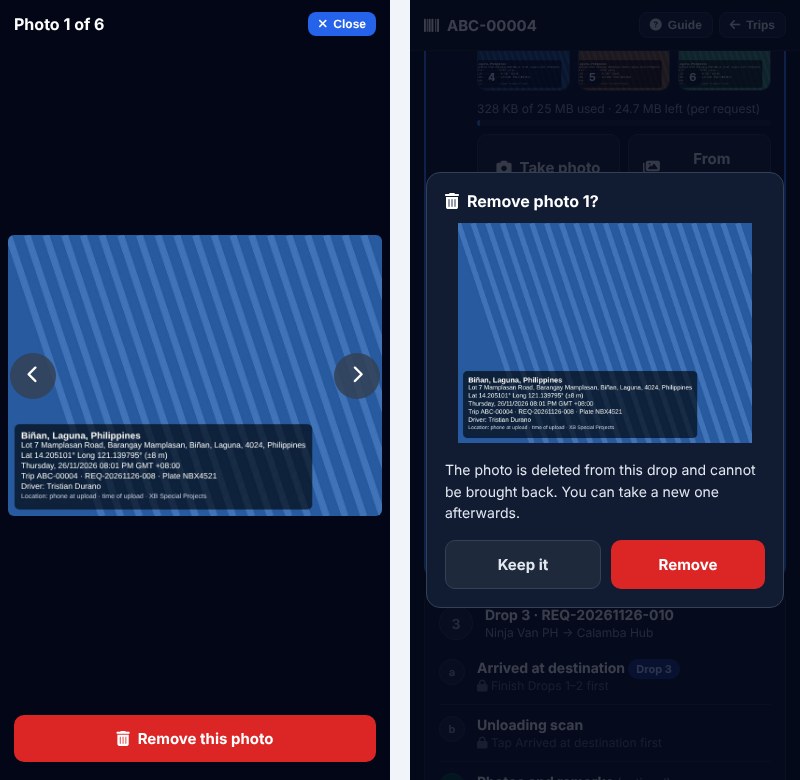 Photo 1 of 6
Close
Biñan, Laguna, Philippines
Lot 7 Mamplasan Road, Barangay Mamplasan, Biñan, Laguna, 4024, Philippines
Lat 14.205101° Long 121.139795° (±8 m)
Thursday, 26/11/2026 08:01 PM GMT +08:00
Trip ABC-00004 · REQ-20261126-008 · Plate NBX4521
Driver: Tristian Durano
Location: phone at upload · time of upload · XB Special Projects
Remove this photo
ABC-00004
Guide
Trips
4
5
6
328 KB of 25 MB used · 24.7 MB left (per request)
Take photo
From
Remove photo 1?
Biñan, Laguna, Philippines
Lot 7 Mamplasan Road, Barangay Mamplasan, Biñan, Laguna, 4024, Philippines
Lat 14.205101° Long 121.139795° (±8 m)
Thursday, 26/11/2026 08:01 PM GMT +08:00
Trip ABC-00004 · REQ-20261126-008 · Plate NBX4521
Driver: Tristian Durano
Location: phone at upload · time of upload · XB Special Projects
The photo is deleted from this drop and cannot
be brought back. You can take a new one
afterwards.
Keep it
Remove
3
Drop 3 · REQ-20261126-010
Ninja Van PH → Calamba Hub
a
Arrived at destination Drop 3
Finish Drops 1-2 first
b
Unloading scan
Tap Arrived at destination first